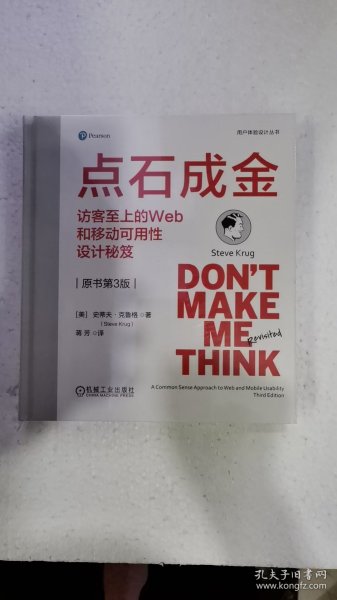 Pearson
用户体验设计丛书
点石成金
访客至上的Web
和移动可用性
设计秘笈
Steve Krug
原书第3版
[美] 史蒂夫·克鲁格 ◎著
(Steve Krug)
蒋 芳 ◎译
DON'T
MAKE
ME
Revisited
THINK
A Common Sense Approach to Web and Mobile Usability
Third Edition
机械工业出版社
CHINA MACHINE PRESS
孔夫子旧书网
www.kongfz.com